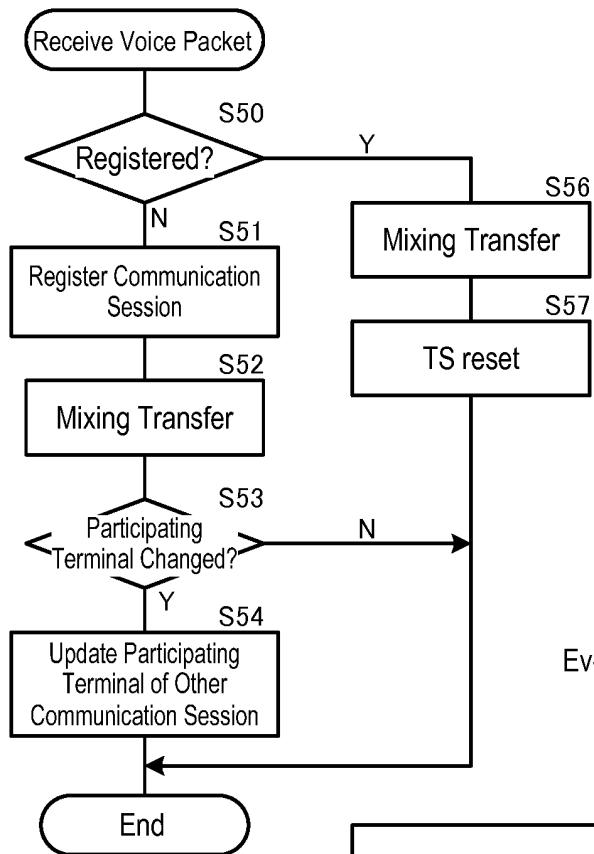 Receive Voice Packet
S50
Registered?
Y
N
S51
Register Communication
Session
S52
Mixing Transfer
S53
Participating
Terminal Changed?
N
Y
S54
Update Participating
Terminal of Other
Communication Session
End
S56
Mixing Transfer
S57
TS reset